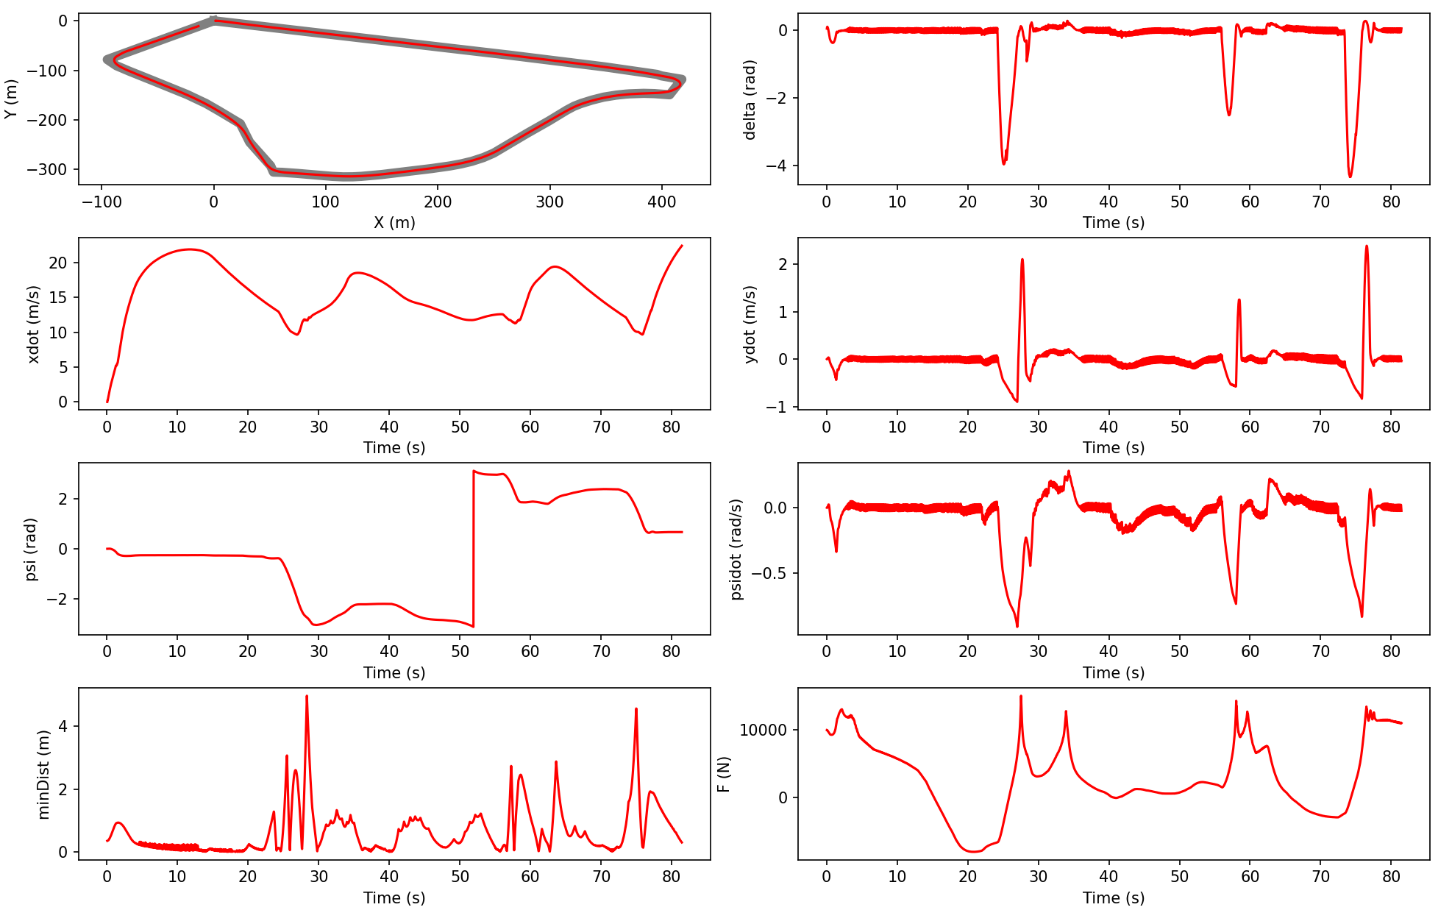 0
−100
−200
−300
Y (m)
−100 0 100 200 300 400
X (m)
0
−2
−4
delta (rad)
0 10 20 30 40 50 60 70 80
Time (s)
20
15
10
5
0
xdot (m/s)
0 10 20 30 40 50 60 70 80
Time (s)
2
1
0
−1
ydot (m/s)
0 10 20 30 40 50 60 70 80
Time (s)
2
0
−2
psi (rad)
0 10 20 30 40 50 60 70 80
Time (s)
0.0
−0.5
psidot (rad/s)
0 10 20 30 40 50 60 70 80
Time (s)
4
2
0
minDist (m)
0 10 20 30 40 50 60 70 80
Time (s)
10000
0
F (N)
0 10 20 30 40 50 60 70 80
Time (s)